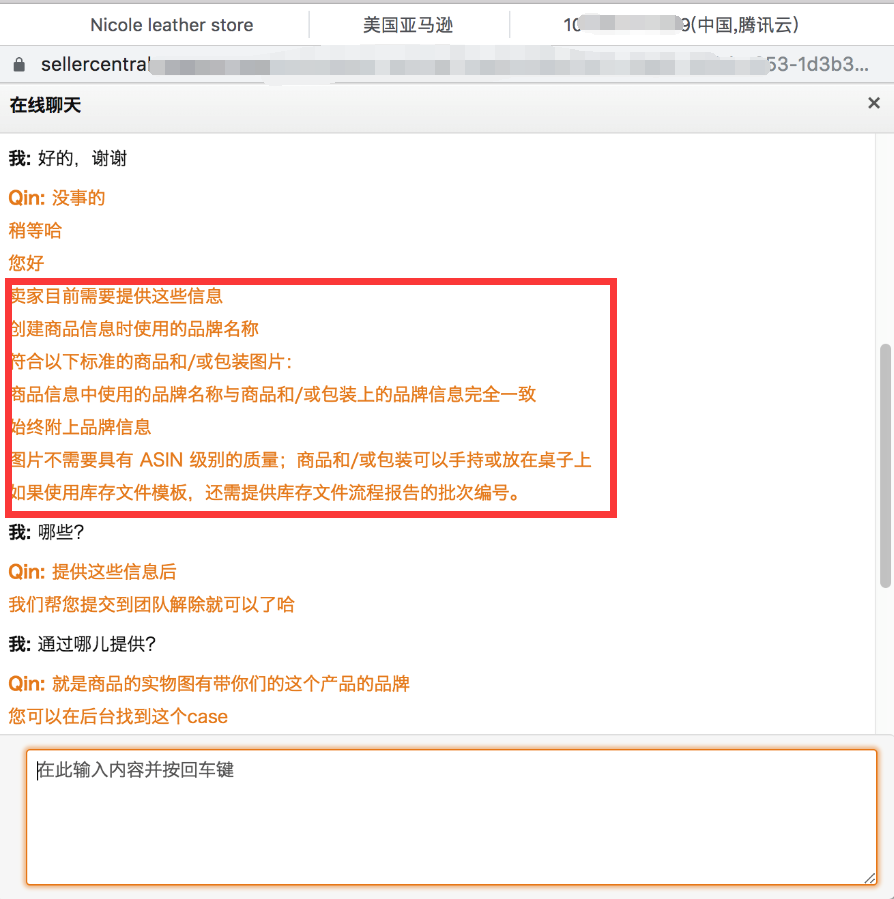 Nicole leather store
美国亚马逊
10 9(中国,腾讯云)
sellercentral 53-1d3b3...
在线聊天
我: 好的，谢谢
Qin: 没事的
稍等哈
您好
卖家目前需要提供这些信息
创建商品信息时使用的品牌名称
符合以下标准的商品和/或包装图片：
商品信息中使用的品牌名称与商品和/或包装上的品牌信息完全一致
始终附上品牌信息
图片不需要具有 ASIN 级别的质量；商品和/或包装可以手持或放在桌子上
如果使用库存文件模板，还需提供库存文件流程报告的批次编号。
我: 哪些?
Qin: 提供这些信息后
我们帮您提交到团队解除就可以了哈
我: 通过哪儿提供?
Qin: 就是商品的实物图有带你们的这个产品的品牌
您可以在后台找到这个case
在此输入内容并按回车键